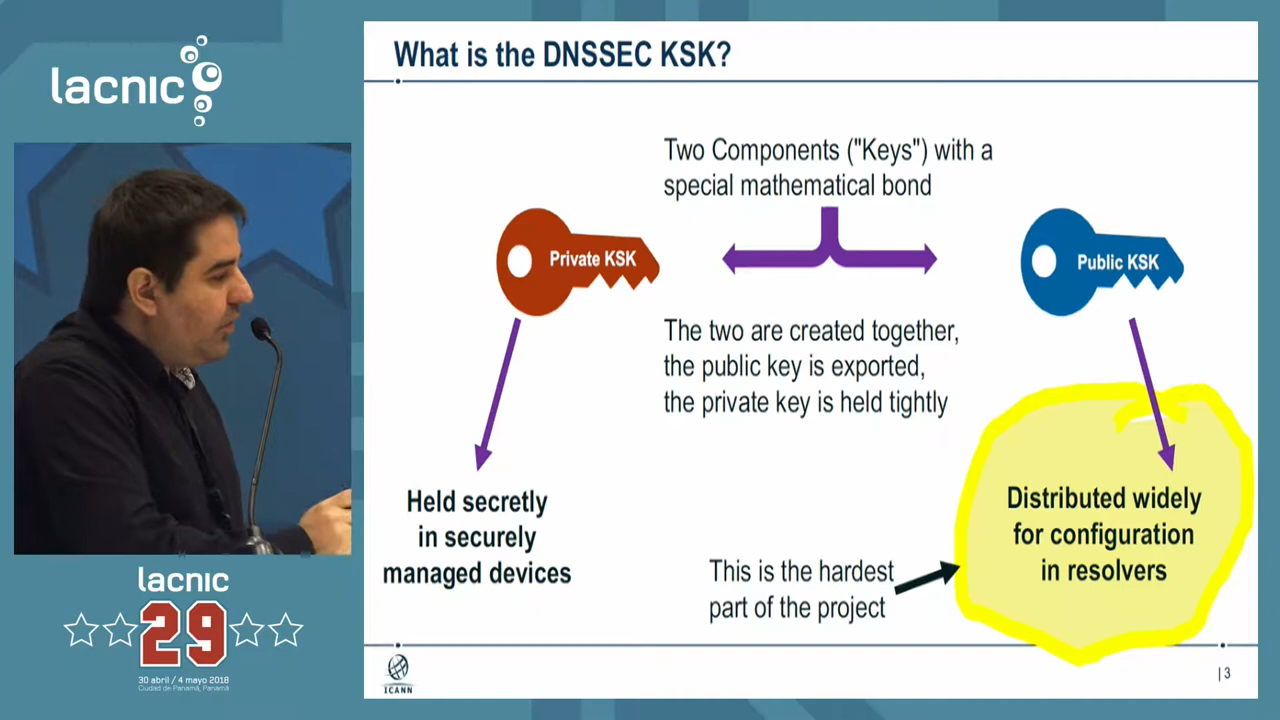 lacnic
What is the DNSSEC KSK?
Two Components ("Keys") with a
special mathematical bond
Private KSK
Public KSK
The two are created together,
the public key is exported,
the private key is held tightly
Held secretly
in securely
managed devices
Distributed widely
for configuration
in resolvers
This is the hardest
part of the project
lacnic
29
30 abril / 4 mayo 2018
Ciudad de Panamá, Panamá
ICANN
| 3